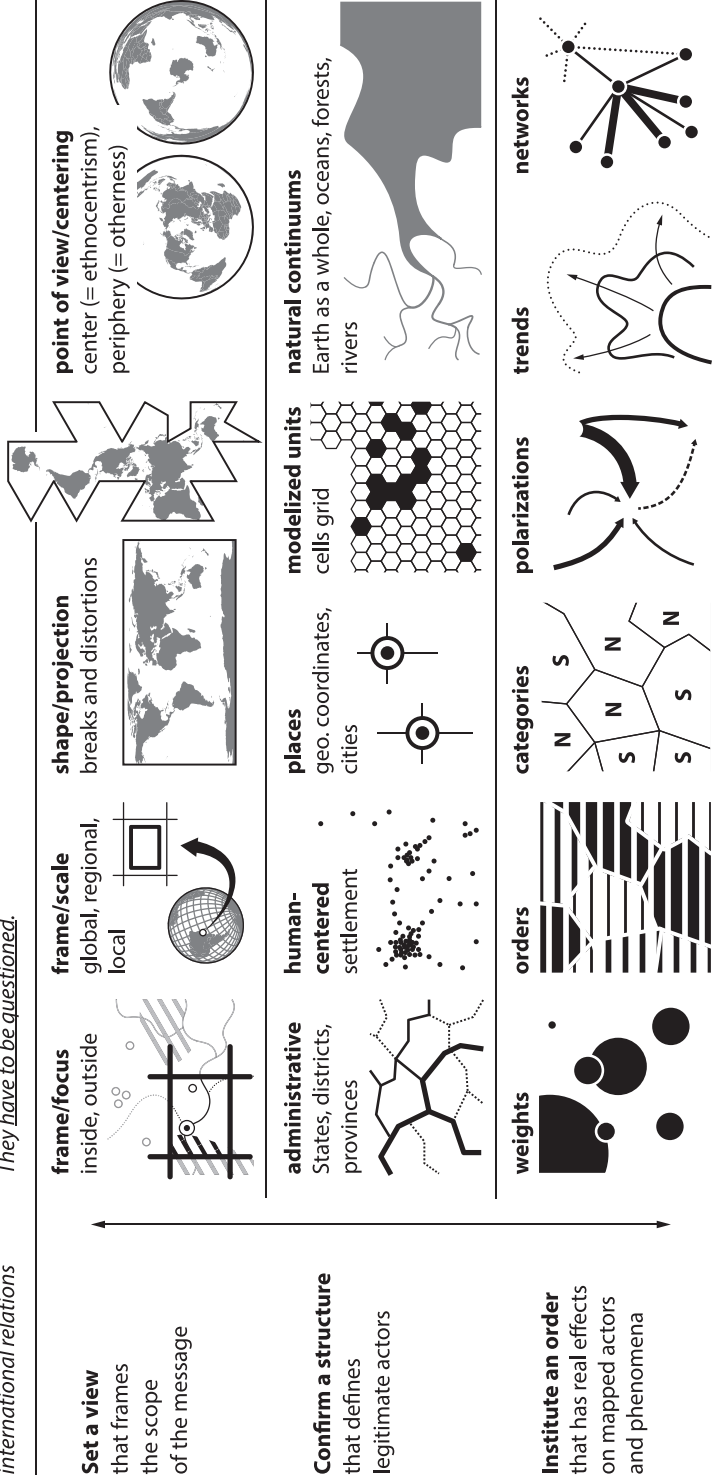 international relations
They have to be questioned.
Set a view
that frames
the scope
of the message
frame/focus
inside, outside
frame/scale
global, regional,
local
shape/projection
breaks and distortions
point of view/centering
center (= ethnocentrism),
periphery (= otherness)
Confirm a structure
that defines
legitimate actors
administrative
States, districts,
provinces
human-
centered
settlement
places
geo. coordinates,
cities
modelized units
cells grid
natural continuums
Earth as a whole, oceans, forests,
rivers
Institute an order
that has real effects
on mapped actors
and phenomena
weights
orders
categories
N
S
S
N
N
S
S
N
polarizations
trends
networks